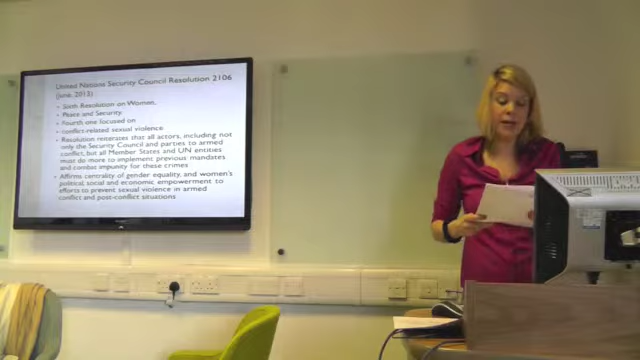 United Nations Security Council Resolution 2106
(June, 2013)
• Sixth Resolution on Women,
• Peace and Security
• Fourth one focused on
• conflict-related sexual violence
• Resolution reiterates that all actors, including not
only the Security Council and parties to armed
conflict, but all Member States and UN entities
must do more to implement previous mandates
and combat impunity for these crimes
• Affirms centrality of gender equality, and women's
political, social and economic empowerment to
efforts to prevent sexual violence in armed
conflict and post-conflict situations